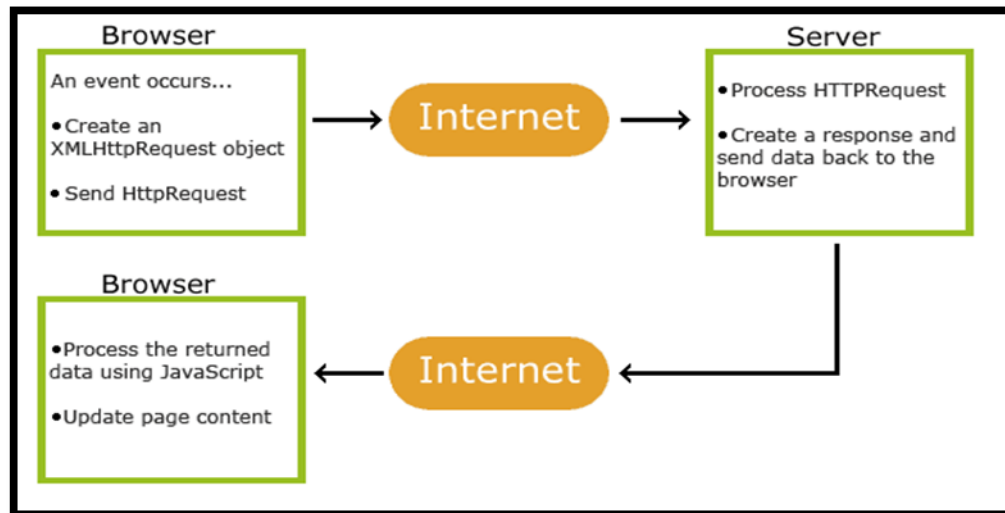 Browser
An event occurs...
•Create an
XMLHttpRequest object
• Send HttpRequest
Internet
Server
•Process HTTPRequest
• Create a response and
send data back to the
browser
Browser
•Process the returned
data using JavaScript
•Update page content
Internet